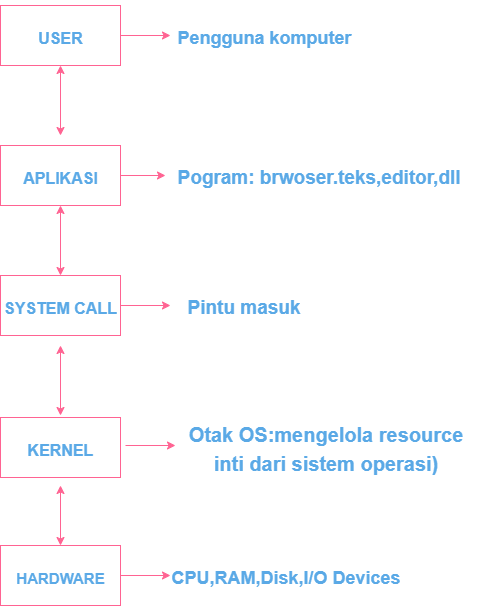 USER
Pengguna komputer
APLIKASI
Pogram: brwoser.teks,editor,dll
SYSTEM CALL
Pintu masuk
KERNEL
Otak OS:mengelola resource
inti dari sistem operasi)
HARDWARE
CPU,RAM,Disk,I/O Devices